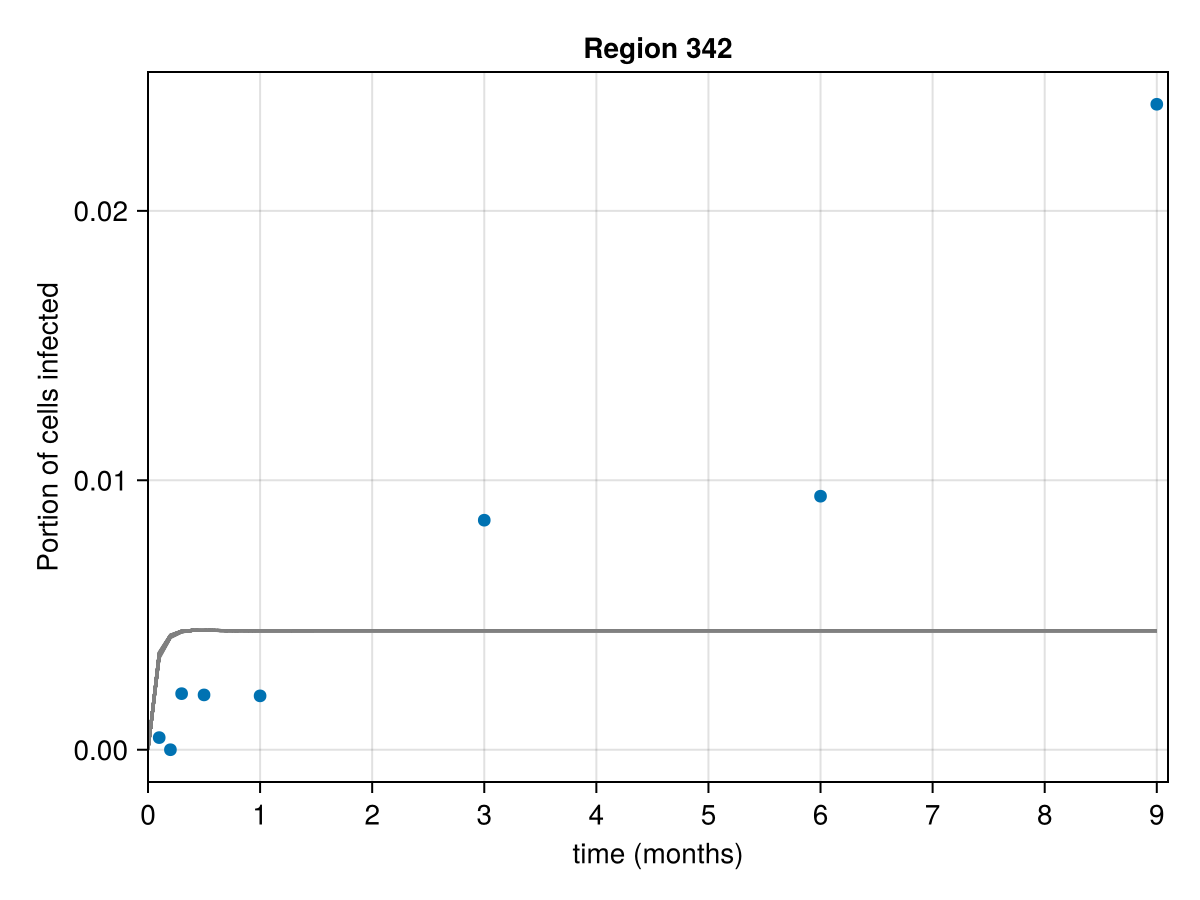 Region 342
Portion of cells infected
0.02
0.01
0.00
0 1 2 3 4 5 6 7 8 9
time (months)